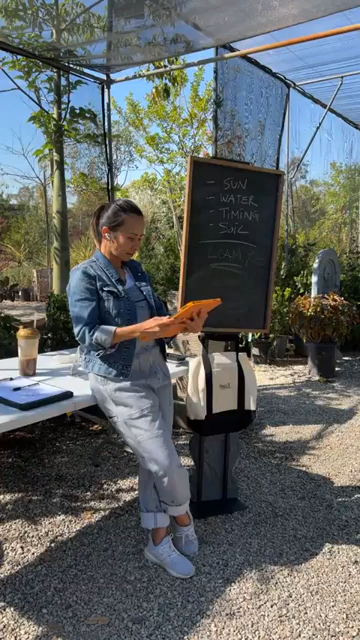 - SUN
- WATER
- TIMING
- SOIL
LOAM?